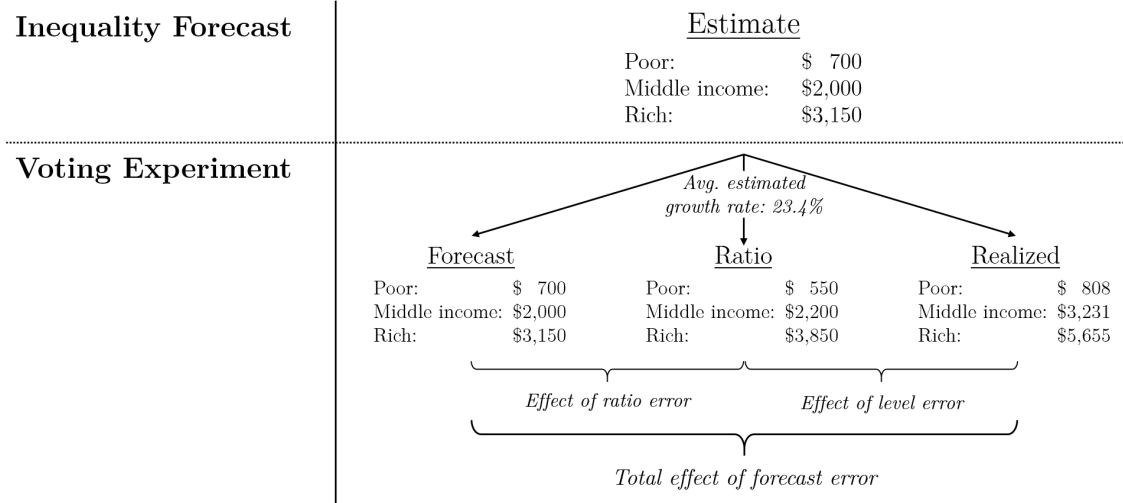 Inequality Forecast
Estimate
Poor: $ 700
Middle income: $2,000
Rich: $3,150
Voting Experiment
Avg. estimated
growth rate: 23.4%
Forecast
Poor: $ 700
Middle income: $2,000
Rich: $3,150
Ratio
Poor: $ 550
Middle income: $2,200
Rich: $3,850
Realized
Poor: $ 808
Middle income: $3,231
Rich: $5,655
Effect of ratio error
Effect of level error
Total effect of forecast error